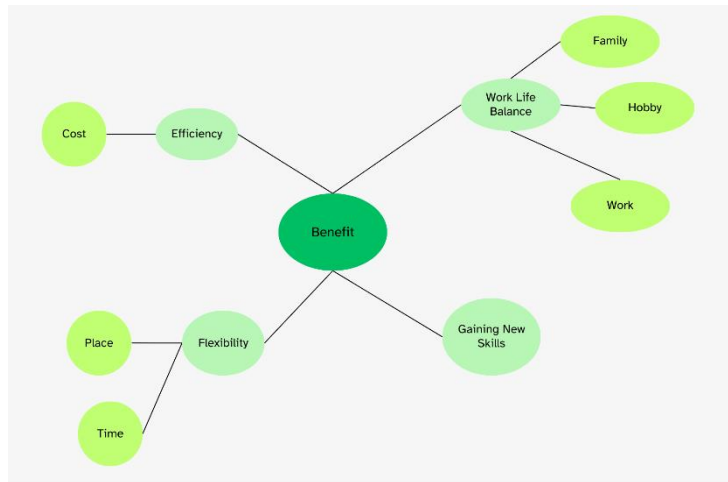 Family
Work Life
Balance
Hobby
Cost
Efficiency
Work
Benefit
Gaining New
Skills
Place
Flexibility
Time